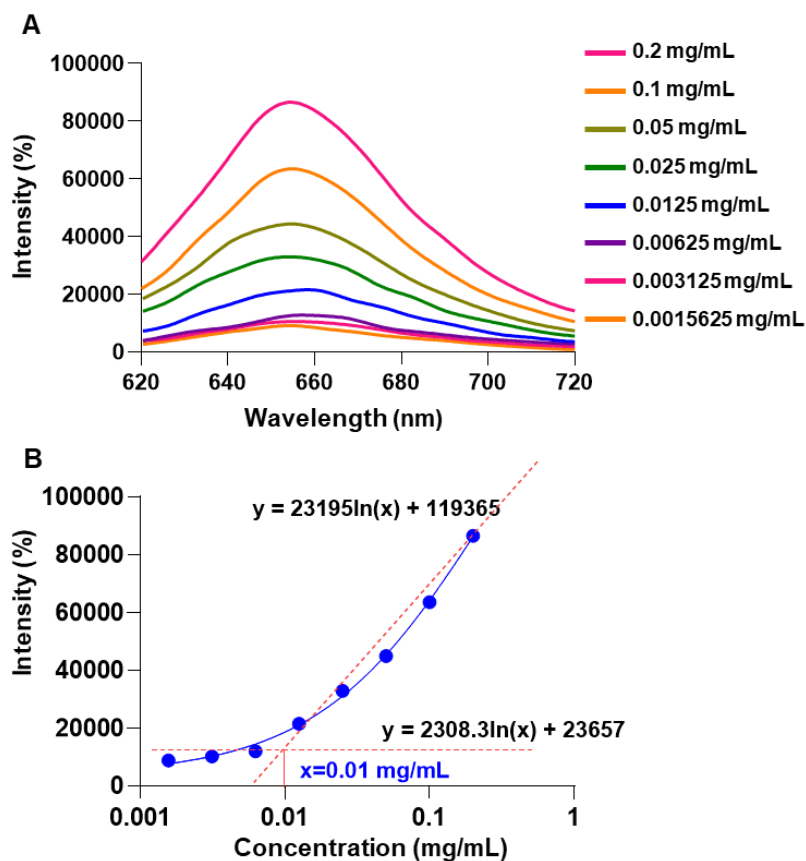 A
100000
80000
60000
40000
20000
0
Intensity (%)
620
640
660
680
700
720
Wavelength (nm)
0.2 mg/mL
0.1 mg/mL
0.05 mg/mL
0.025 mg/mL
0.0125 mg/mL
0.00625 mg/mL
0.003125 mg/mL
0.0015625 mg/mL
B
100000
80000
60000
40000
20000
0
Intensity (%)
y = 23195ln(x) + 119365
y = 2308.3ln(x) + 23657
x=0.01 mg/mL
0.001
0.01
0.1
1
Concentration (mg/mL)